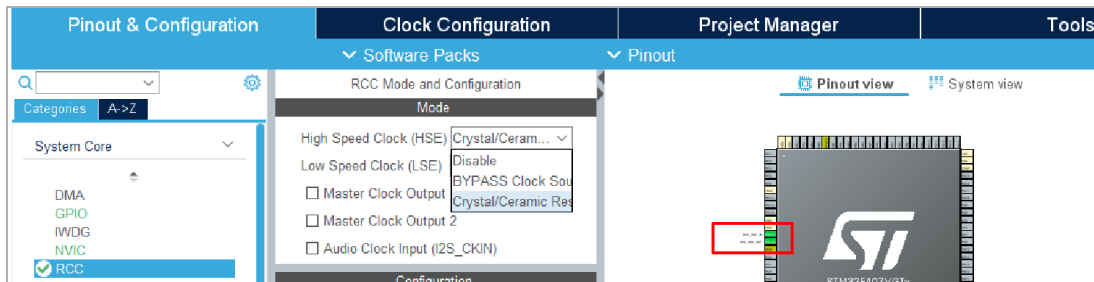 Pinout & Configuration
Clock Configuration
Project Manager
Tools
Software Packs
Pinout
RCC Mode and Configuration
Mode
Pinout view
System view
Categories
A->Z
System Core
DMA
GPIO
IWDG
NVIC
RCC
High Speed Clock (HSE)
Crystal/Ceram...
Low Speed Clock (LSE)
Disable
BYPASS Clock Sou
Crystal/Ceramic Res
Master Clock Output
Master Clock Output 2
Audio Clock Input (I2S_CKIN)
Configuration
ST
STM32F407VGTx